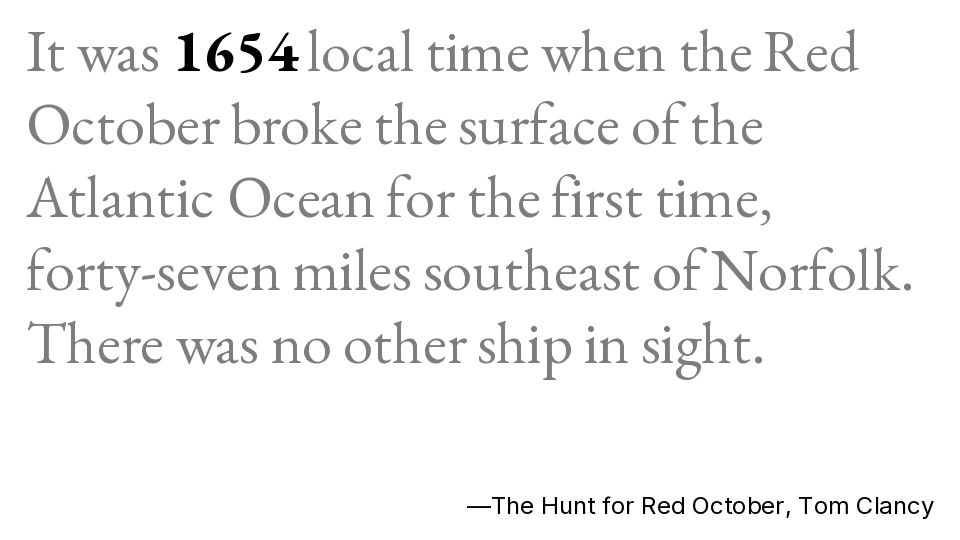 It was 1654 local time when the Red
October broke the surface of the
Atlantic Ocean for the first time,
forty-seven miles southeast of Norfolk.
There was no other ship in sight.
—The Hunt for Red October, Tom Clancy